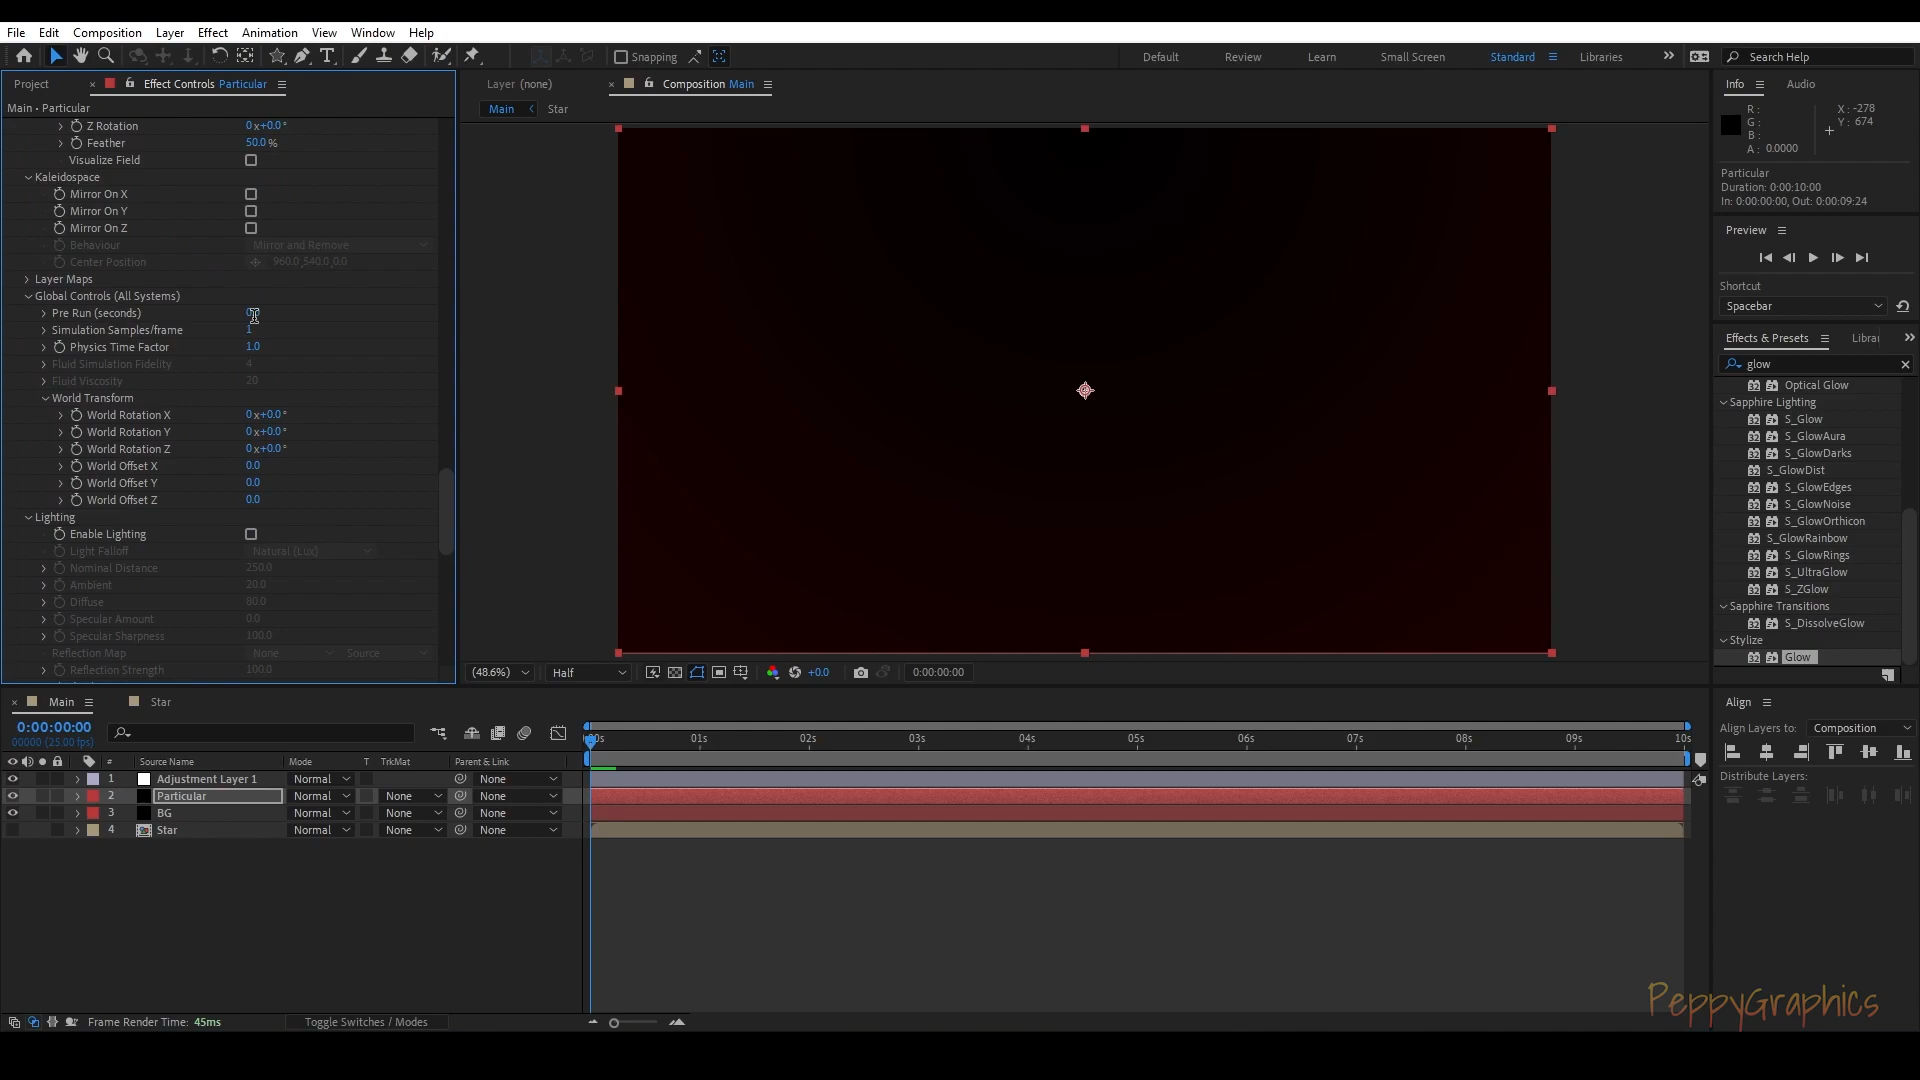 File Edit Composition Layer Effect Animation View Window Help
Snapping Default Review Learn Small Screen Standard Libraries Search Help
Project Effect Controls Particular
Main • Particular
Z Rotation 0x+0.0°
Feather 50.0%
Visualize Field
Kaleidospace
Mirror On X
Mirror On Y
Mirror On Z
Behaviour Mirror and Remove
Center Position 960.0,540.0,0.0
Layer Maps
Global Controls (All Systems)
Pre Run (seconds)
Simulation Samples/frame 1
Physics Time Factor 1.0
Fluid Simulation Fidelity 4
Fluid Viscosity 20
World Transform
World Rotation X 0x+0.0°
World Rotation Y 0x+0.0°
World Rotation Z 0x+0.0°
World Offset X 0.0
World Offset Y 0.0
World Offset Z 0.0
Lighting
Enable Lighting
Light Falloff Natural (Lux)
Nominal Distance 250.0
Ambient 20.0
Diffuse 80.0
Specular Amount 0.0
Specular Sharpness 100.0
Reflection Map None Source
Reflection Strength 100.0
Layer (none) Composition Main
Main Star
(48.6%) Half +0.0 0:00:00:00
Info Audio
R: X: -278
G: Y: 674
B:
A: 0.0000
Particular
Duration: 0:00:10:00
In: 0:00:00:00, Out: 0:00:09:24
Preview
Shortcut
Spacebar
Effects & Presets Librar
glow
Optical Glow
Sapphire Lighting
S_Glow
S_GlowAura
S_GlowDarks
S_GlowDist
S_GlowEdges
S_GlowNoise
S_GlowOrthicon
S_GlowRainbow
S_GlowRings
S_UltraGlow
S_ZGlow
Sapphire Transitions
S_DissolveGlow
Stylize
Glow
Align
Align Layers to: Composition
Distribute Layers:
Main Star
0:00:00:00
00000 (25.00 fps)
:00s 01s 02s 03s 04s 05s 06s 07s 08s 09s 10s
# Source Name Mode T TrkMat Parent & Link
1 Adjustment Layer 1 Normal None
2 Particular Normal None None
3 BG Normal None None
4 Star Normal None None
Frame Render Time: 45ms Toggle Switches / Modes
PeppyGraphics